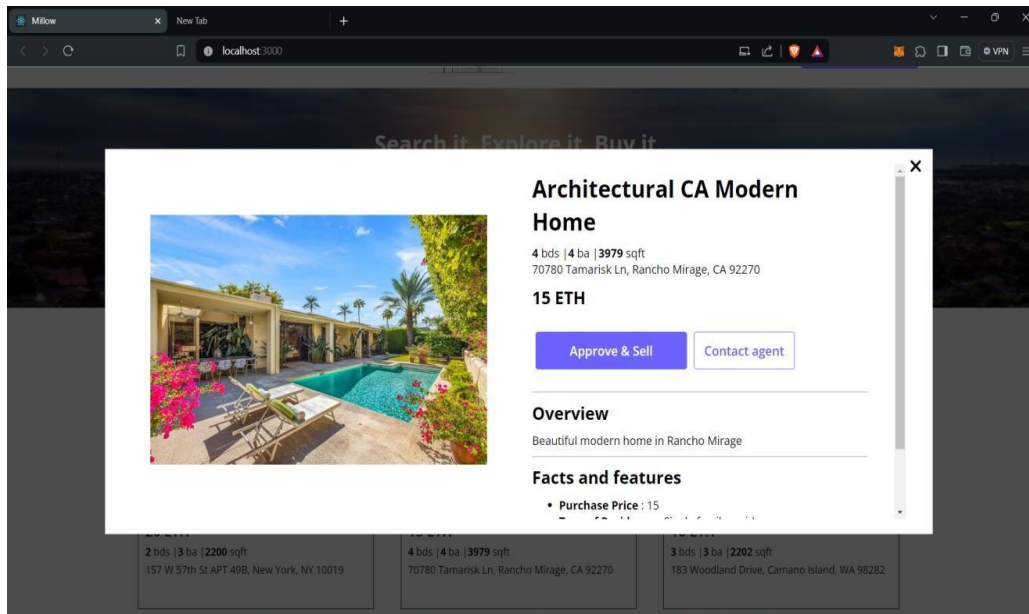 Millow
New Tab
localhost:3000
VPN
Search it. Explore it. Buy it.
Architectural CA Modern
Home
4 bds |4 ba |3979 sqft
70780 Tamarisk Ln, Rancho Mirage, CA 92270
15 ETH
Approve & Sell
Contact agent
Overview
Beautiful modern home in Rancho Mirage
Facts and features
• Purchase Price : 15
2 bds |3 ba |2200 sqft
157 W 57th St APT 49B, New York, NY 10019
4 bds |4 ba |3979 sqft
70780 Tamarisk Ln, Rancho Mirage, CA 92270
3 bds |3 ba |2202 sqft
183 Woodland Drive, Camano Island, WA 98282